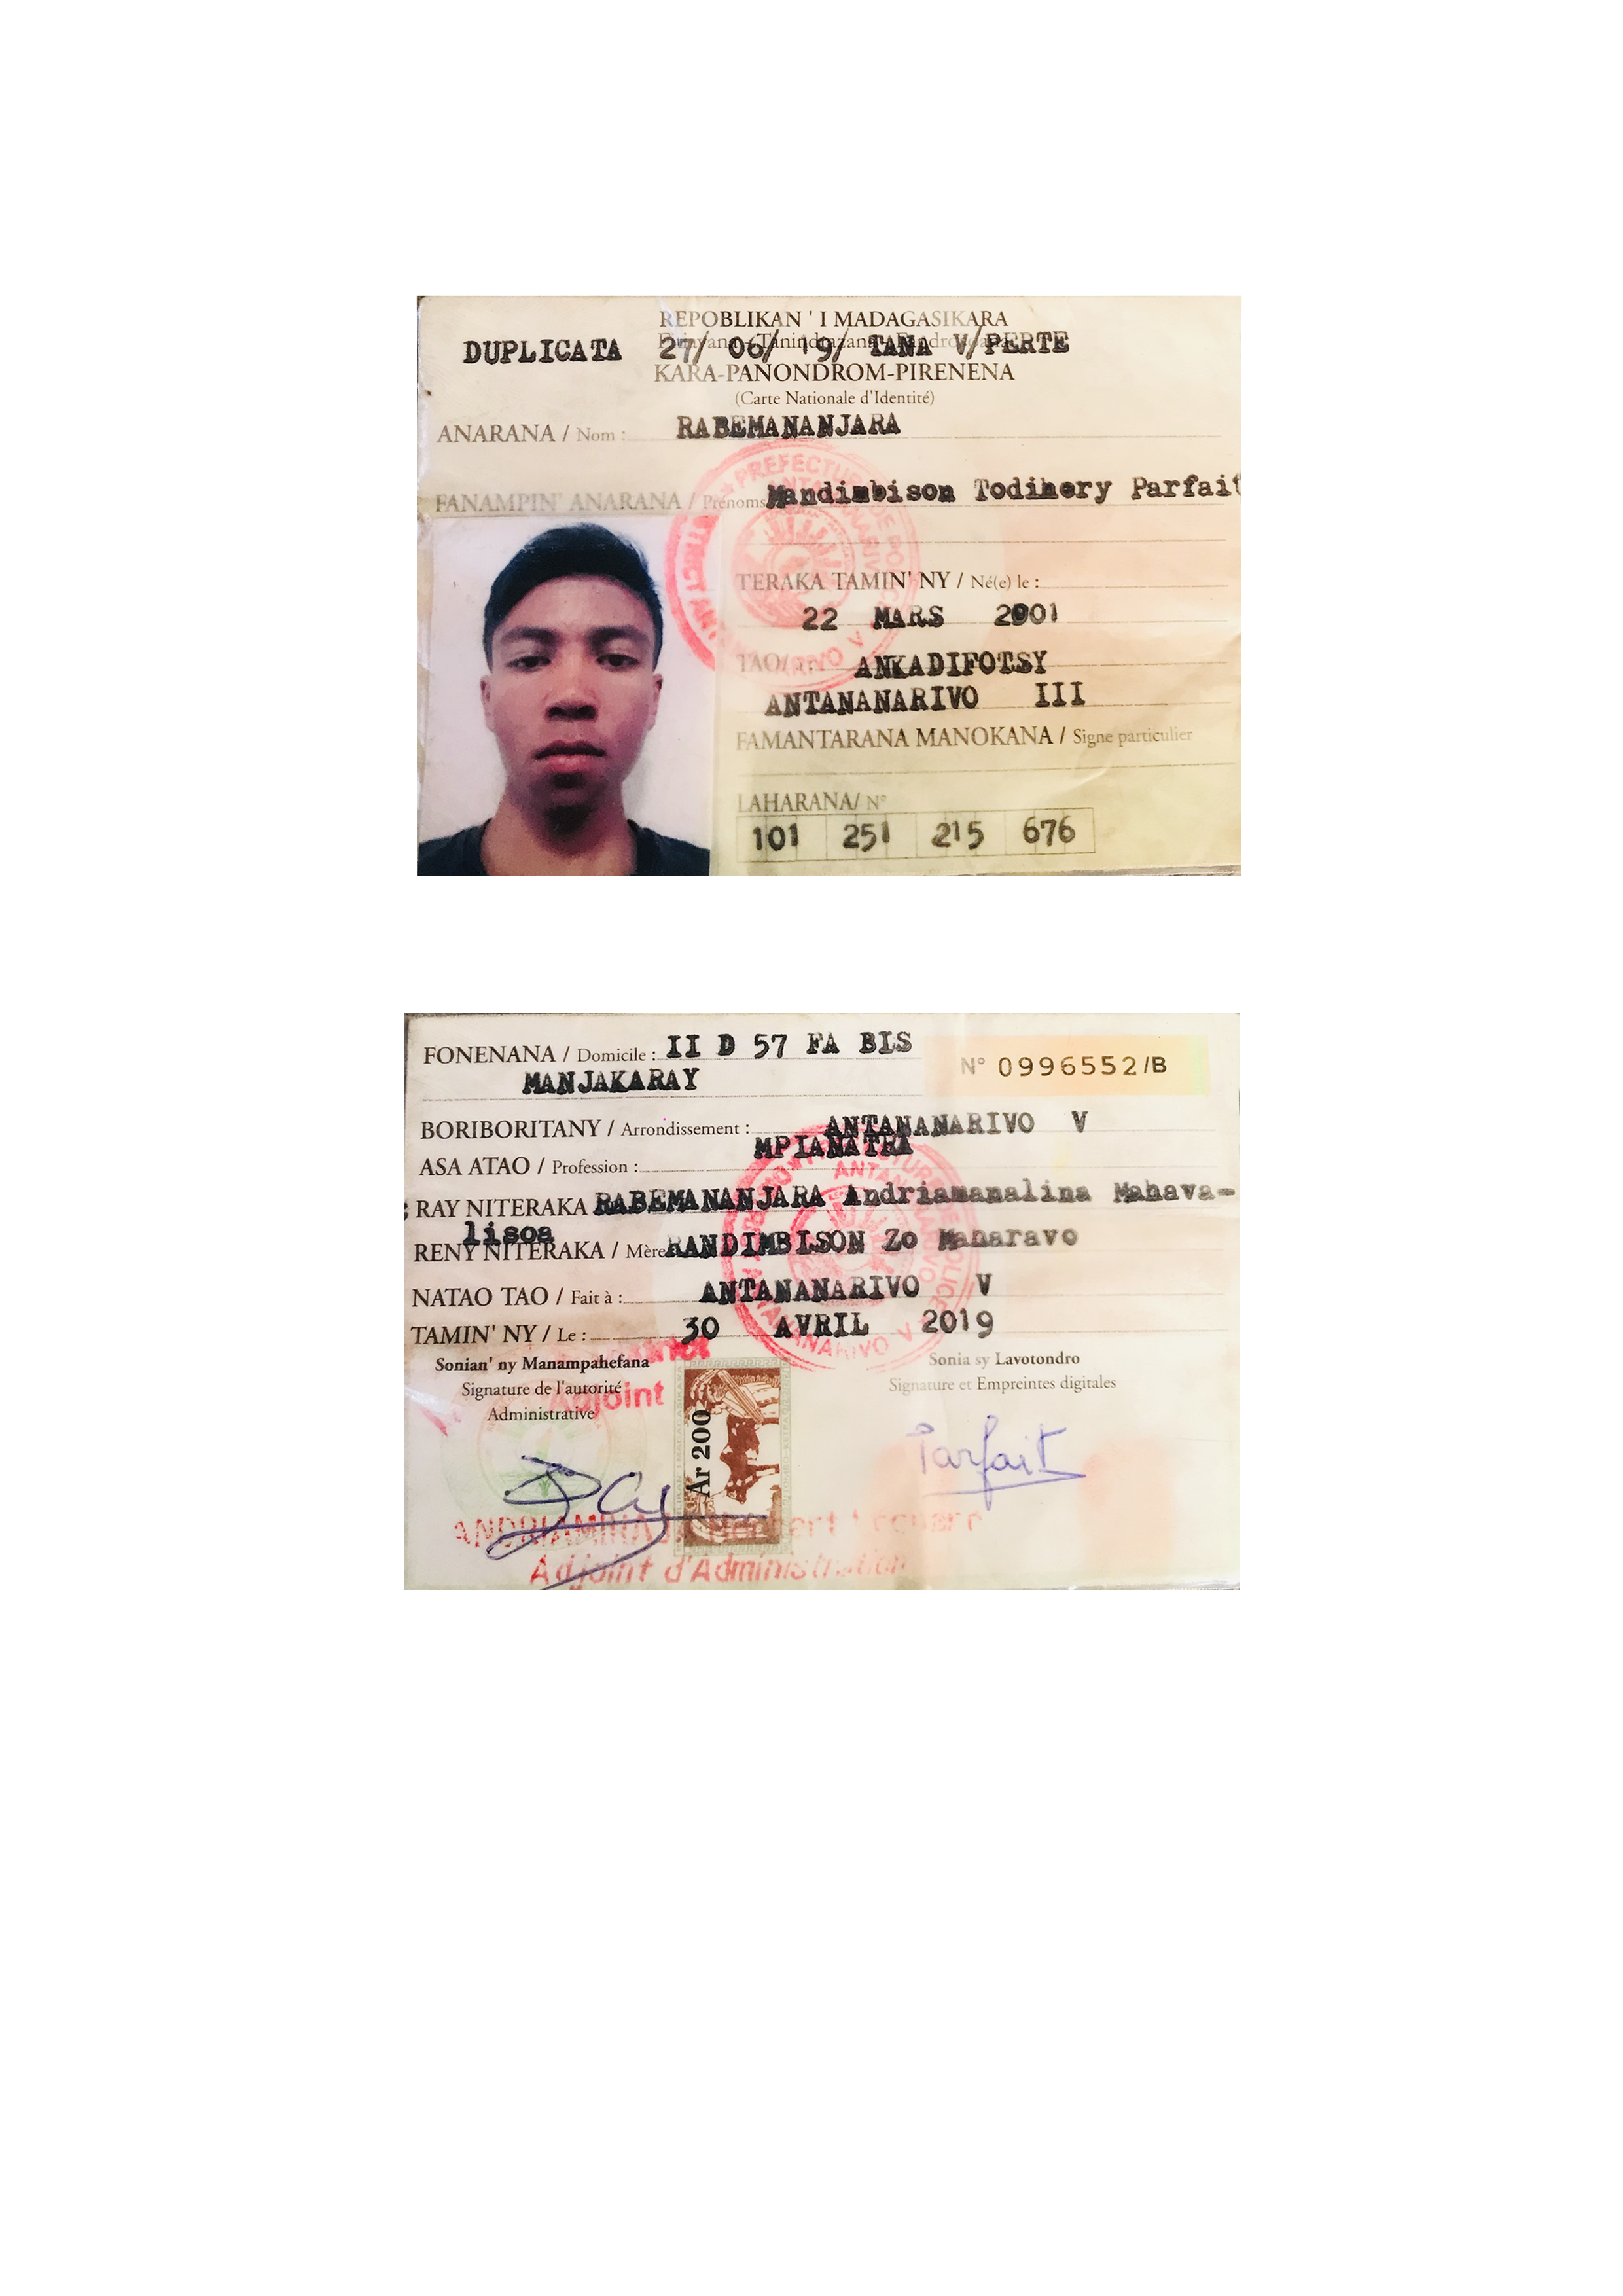 REPOBLIKAN ' I MADAGASIKARA
DUPLICATA 27/ 06/ 19/ TANA V/PERTE
KARA-PANONDROM-PIRENENA
(Carte Nationale d'Identité)
ANARANA / Nom : RABEMANANJARA
FANAMPIN' ANARANA / Prénoms Mandimbison Todihery Parfait
TERAKA TAMIN' NY / Né(e) le :
22 MARS 2001
TAO/ ANKADIFOTSY
ANTANANARIVO III
FAMANTARANA MANOKANA / Signe particulier
LAHARANA/ N°
101 251 215 676
FONENANA / Domicile : II D 57 FA BIS
N° 0996552/B
MANJAKARAY
BORIBORITANY / Arrondissement : ANTANANARIVO V
ASA ATAO / Profession : MPIANATRA
RAY NITERAKA RABEMANANJARA Andriamanalina Mahava-
lisoa
RENY NITERAKA / Mère RANDIMBISON Zo Maharavo
NATAO TAO / Fait à : ANTANANARIVO V
TAMIN' NY / Le : 30 AVRIL 2019
Sonian' ny Manampahefana
Signature de l'autorité
Administrative
Adjoint
Ar 200
Sonia sy Lavotondro
Signature et Empreintes digitales
Parfait
Adjoint d'Administration